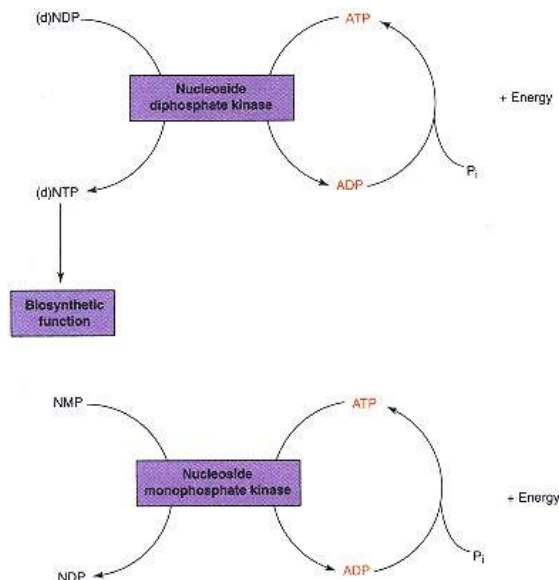 (d)NDP
ATP
Nucleoside
diphosphate kinase
+ Energy
Pi
(d)NTP
ADP
Biosynthetic
function
NMP
ATP
Nucleoside
monophosphate kinase
+ Energy
Pi
NDP
ADP